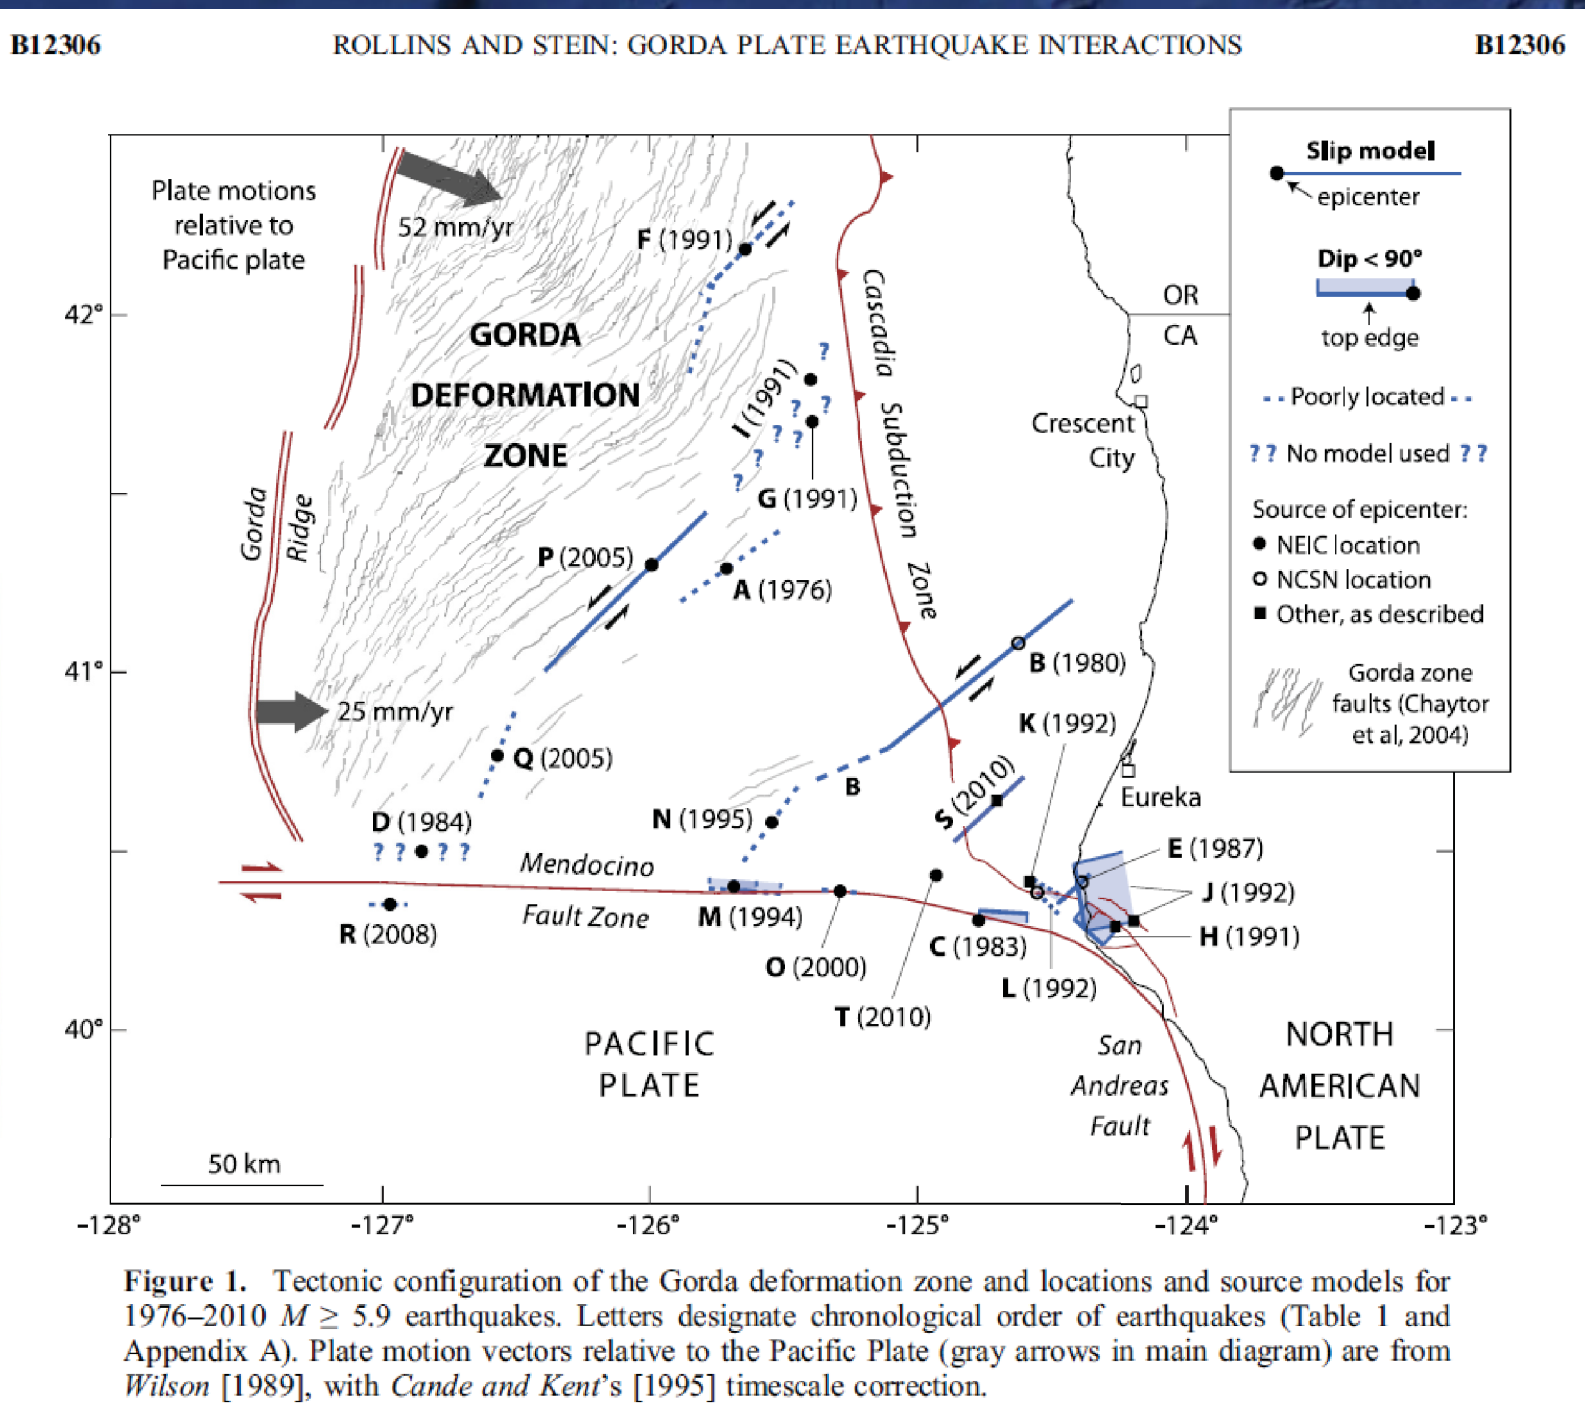 B12306
ROLLINS AND STEIN: GORDA PLATE EARTHQUAKE INTERACTIONS
B12306
Plate motions
relative to
Pacific plate
52 mm/yr
F (1991)
42°
GORDA
DEFORMATION
ZONE
I (1991)
?
? ?
? ?
?
?
G (1991)
Cascadia Subduction Zone
OR
CA
Crescent
City
Gorda
Ridge
P (2005)
A (1976)
41°
25 mm/yr
B (1980)
K (1992)
Q (2005)
B
S (2010)
Eureka
N (1995)
D (1984)
? ? ? ?
Mendocino
Fault Zone
E (1987)
J (1992)
H (1991)
R (2008)
M (1994)
C (1983)
O (2000)
L (1992)
T (2010)
40°
PACIFIC
PLATE
San
Andreas
Fault
NORTH
AMERICAN
PLATE
50 km
-128°
-127°
-126°
-125°
-124°
-123°
Slip model
epicenter
Dip < 90°
top edge
Poorly located
? ? No model used ? ?
Source of epicenter:
NEIC location
NCSN location
Other, as described
Gorda zone
faults (Chaytor
et al, 2004)
Figure 1. Tectonic configuration of the Gorda deformation zone and locations and source models for
1976–2010 M ≥ 5.9 earthquakes. Letters designate chronological order of earthquakes (Table 1 and
Appendix A). Plate motion vectors relative to the Pacific Plate (gray arrows in main diagram) are from
Wilson [1989], with Cande and Kent's [1995] timescale correction.